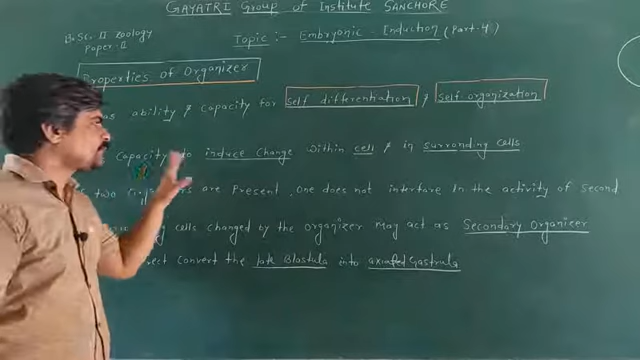 GAYATRI Group of Institute SANCHORE
B.Sc. II Zoology
Paper-II
Topic :- Embryonic - Induction (Part-4)
Properties of Organizer
ability & Capacity for Self differentiation & Self organization
Capacity to induce change within cell & in surronding Cells
two are Present, one does not interfare in the activity of second
cells changed by the organizer may act as Secondary Organizer
convert the late Blastula into Gastrula